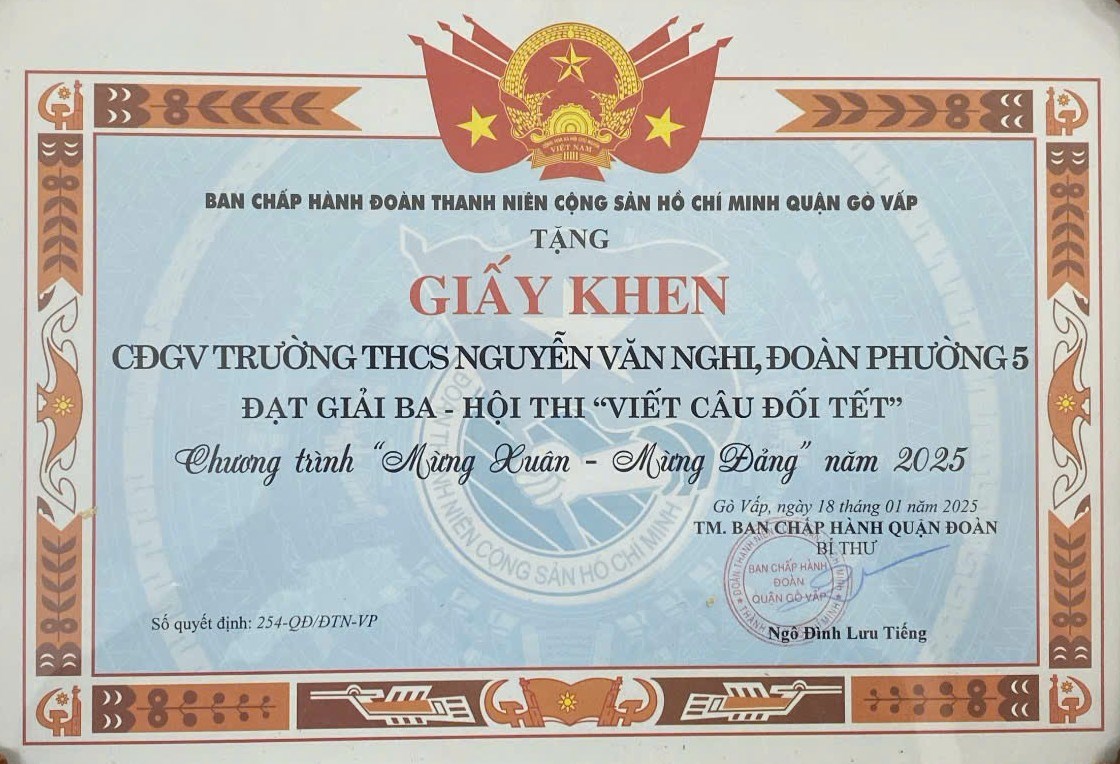 VIỆT NAM
BAN CHẤP HÀNH ĐOÀN THANH NIÊN CỘNG SẢN HỒ CHÍ MINH QUẬN GÒ VẤP
TẶNG
GIẤY KHEN
CĐGV TRƯỜNG THCS NGUYỄN VĂN NGHI, ĐOÀN PHƯỜNG 5
ĐẠT GIẢI BA - HỘI THI “VIẾT CÂU ĐỐI TẾT”
Chương trình “Mừng Xuân - Mừng Đảng” năm 2025
Gò Vấp, ngày 18 tháng 01 năm 2025
TM. BAN CHẤP HÀNH QUẬN ĐOÀN
BÍ THƯ
BAN CHẤP HÀNH
ĐOÀN
QUẬN GÒ VẤP
ĐOÀN THANH NIÊN CỘNG SẢN HỒ CHÍ MINH
Số quyết định: 254-QĐ/ĐTN-VP
Ngô Đình Lưu Tiếng